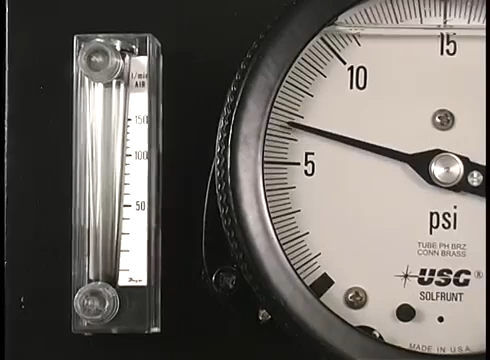 l/min
AIR
150
100
50
15
10
5
psi
TUBE PH BRZ
CONN BRASS
USG®
SOLFRUNT
MADE IN U.S.A.